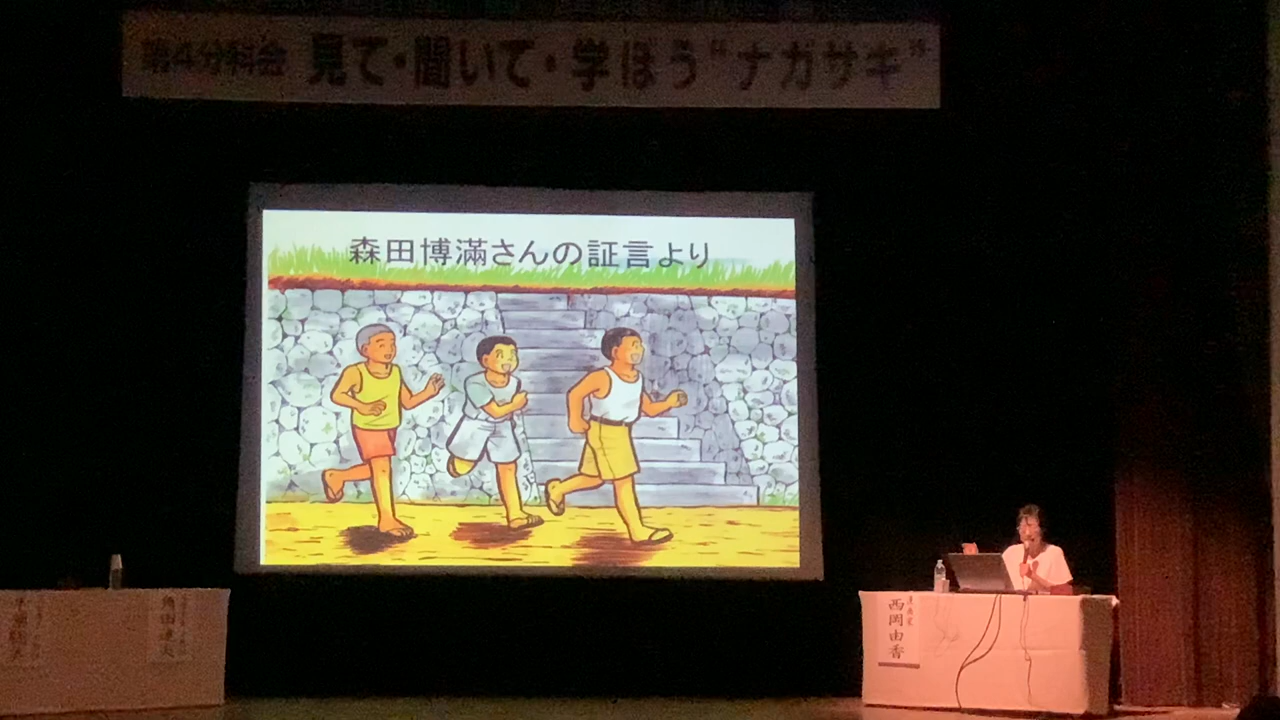 第4分科会 見て・聞いて・学ぼう“ナガサキ”
森田博滿さんの証言より
西岡由香